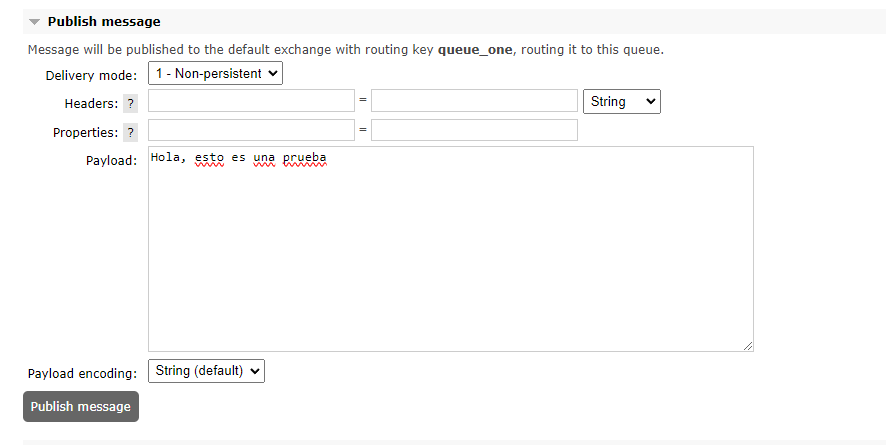 Publish message
Message will be published to the default exchange with routing key queue_one, routing it to this queue.
Delivery mode: 1 - Non-persistent
Headers: ? = String
Properties: ? =
Payload: Hola, esto es una prueba
Payload encoding: String (default)
Publish message